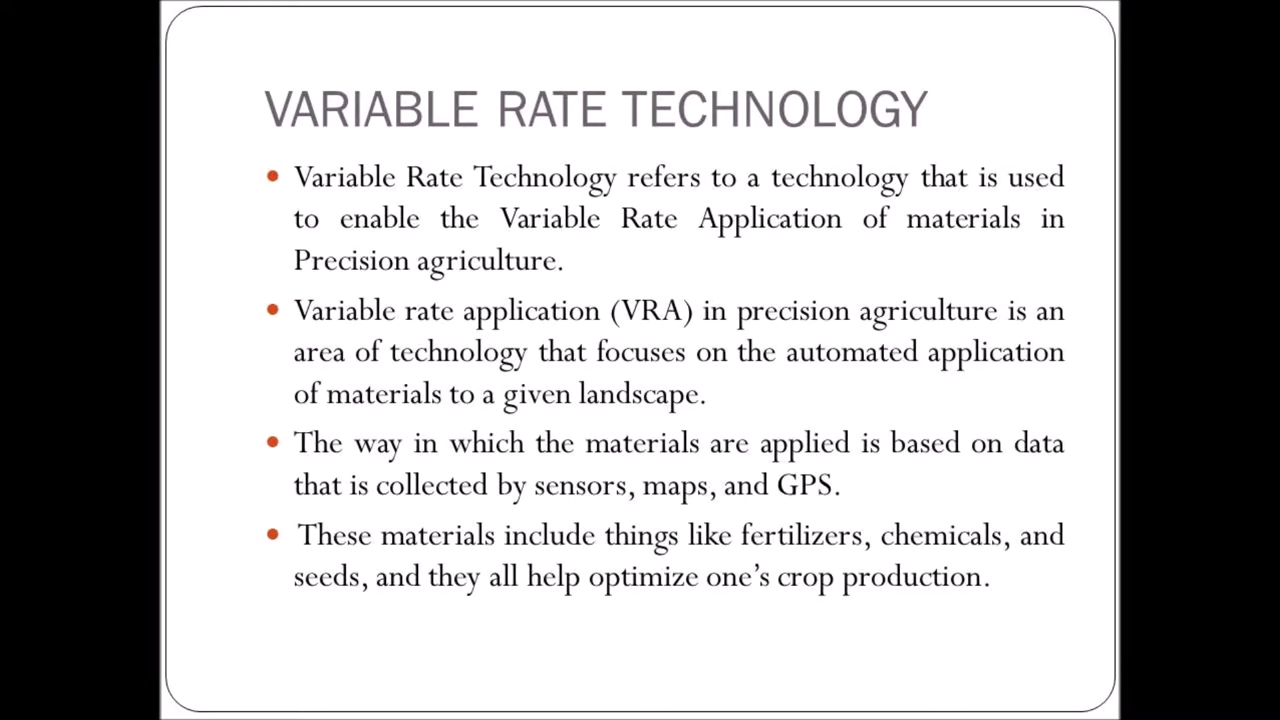 VARIABLE RATE TECHNOLOGY
• Variable Rate Technology refers to a technology that is used
to enable the Variable Rate Application of materials in
Precision agriculture.
• Variable rate application (VRA) in precision agriculture is an
area of technology that focuses on the automated application
of materials to a given landscape.
• The way in which the materials are applied is based on data
that is collected by sensors, maps, and GPS.
• These materials include things like fertilizers, chemicals, and
seeds, and they all help optimize one’s crop production.